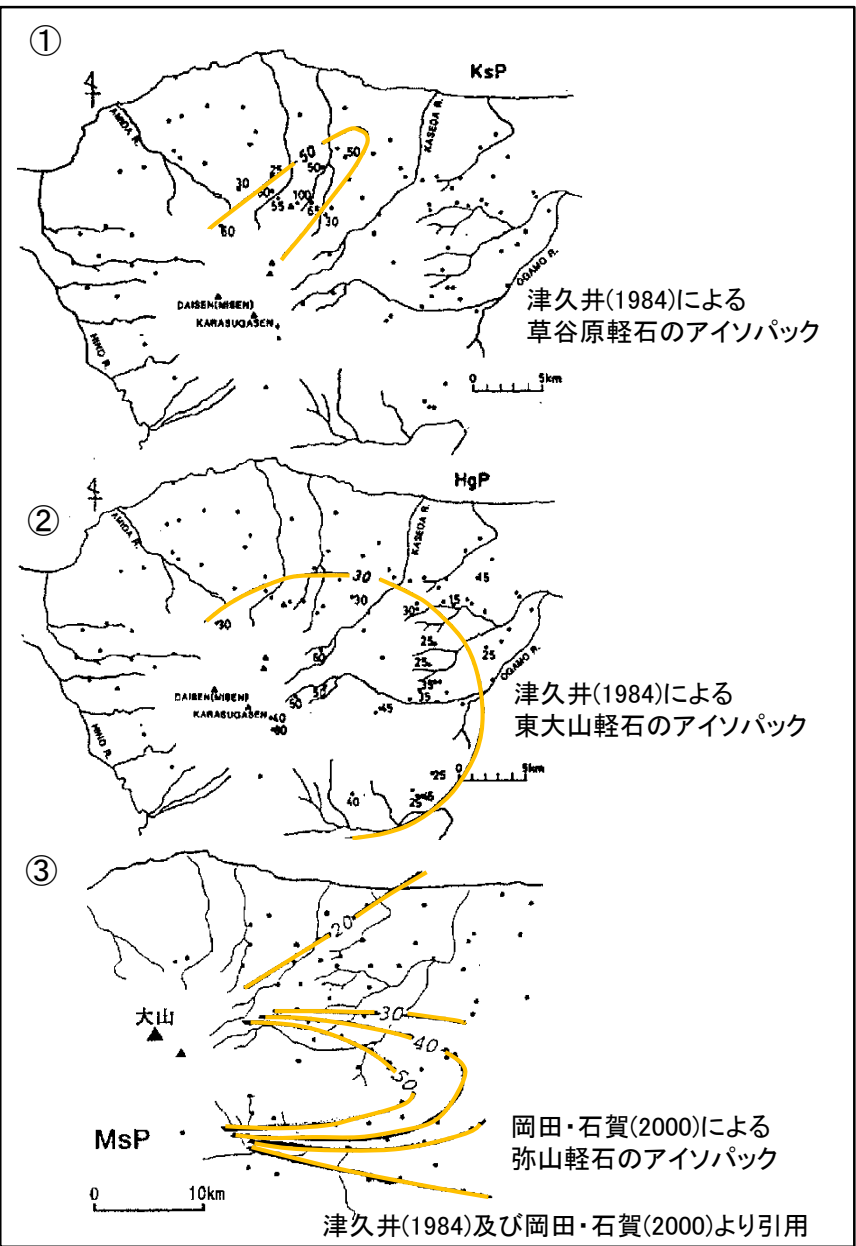 ①
KsP
4
AMIDA R.
KASEDA R.
50
50
50
25
30
100
55
30
60
DAISEN(MISEN)
KARASUGASEN
OGAMO R.
HINO R.
津久井(1984)による
草谷原軽石のアイソパック
0 5km
②
HgP
4
AMIDA R.
KASEDA R.
30
45
30
30
15
30
25
25
25
50
DAISEN(MISEN)
KARASUGASEN
40
45
OGAMO R.
HINO R.
津久井(1984)による
東大山軽石のアイソパック
25
0 5km
40
25
③
20
大山
30
40
50
MsP
岡田・石賀(2000)による
弥山軽石のアイソパック
0 10km
津久井(1984)及び岡田・石賀(2000)より引用